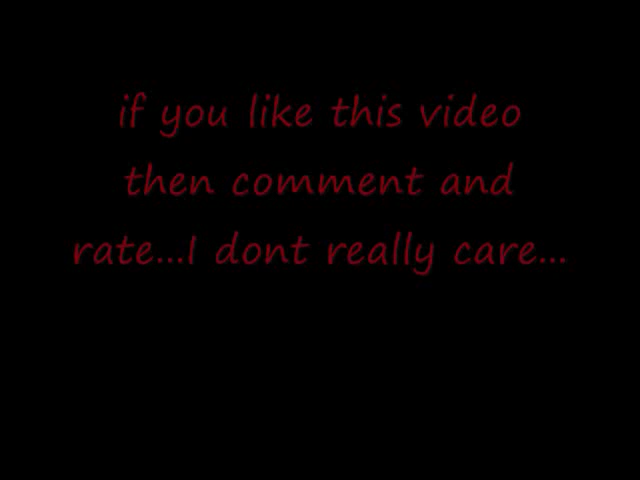 if you like this video
then comment and
rate...I dont really care...